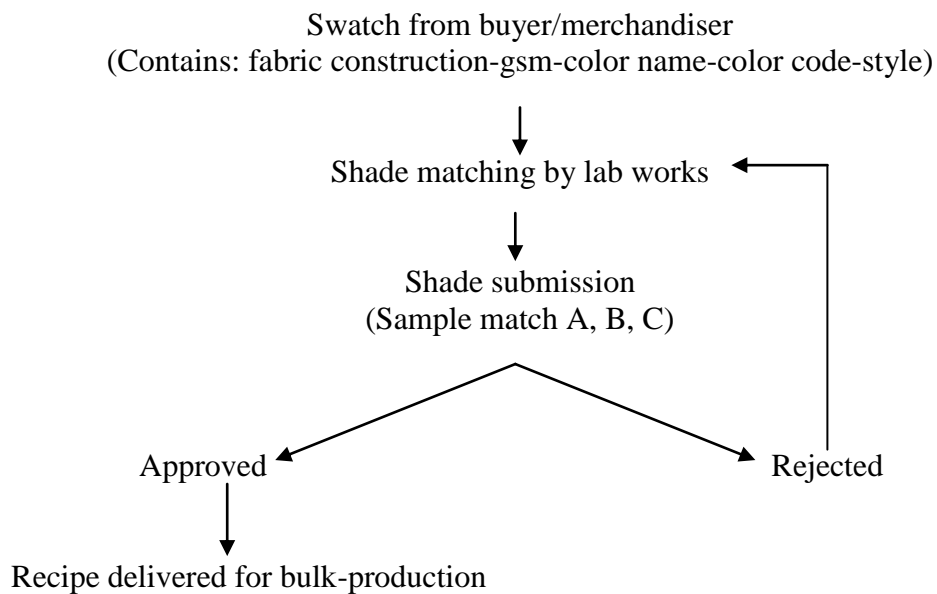 Swatch from buyer/merchandiser
(Contains: fabric construction-gsm-color name-color code-style)
Shade matching by lab works
Shade submission
(Sample match A, B, C)
Approved
Rejected
Recipe delivered for bulk-production